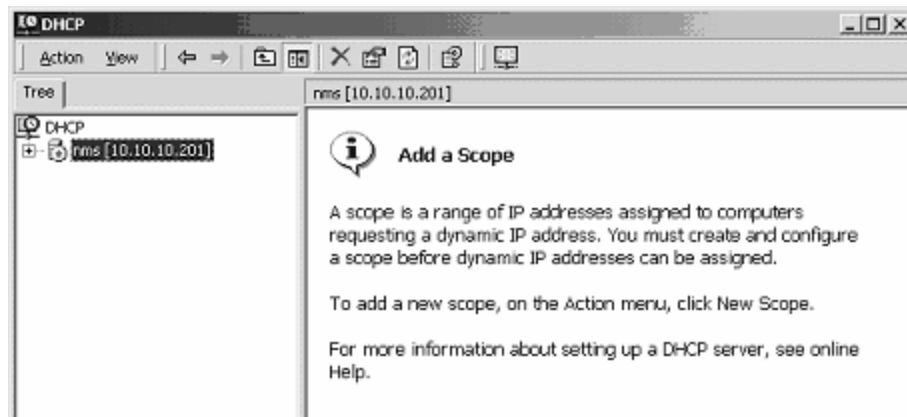 DHCP
Action View
Tree
nms [10.10.10.201]
DHCP
nms [10.10.10.201]
Add a Scope
A scope is a range of IP addresses assigned to computers
requesting a dynamic IP address. You must create and configure
a scope before dynamic IP addresses can be assigned.
To add a new scope, on the Action menu, click New Scope.
For more information about setting up a DHCP server, see online
Help.